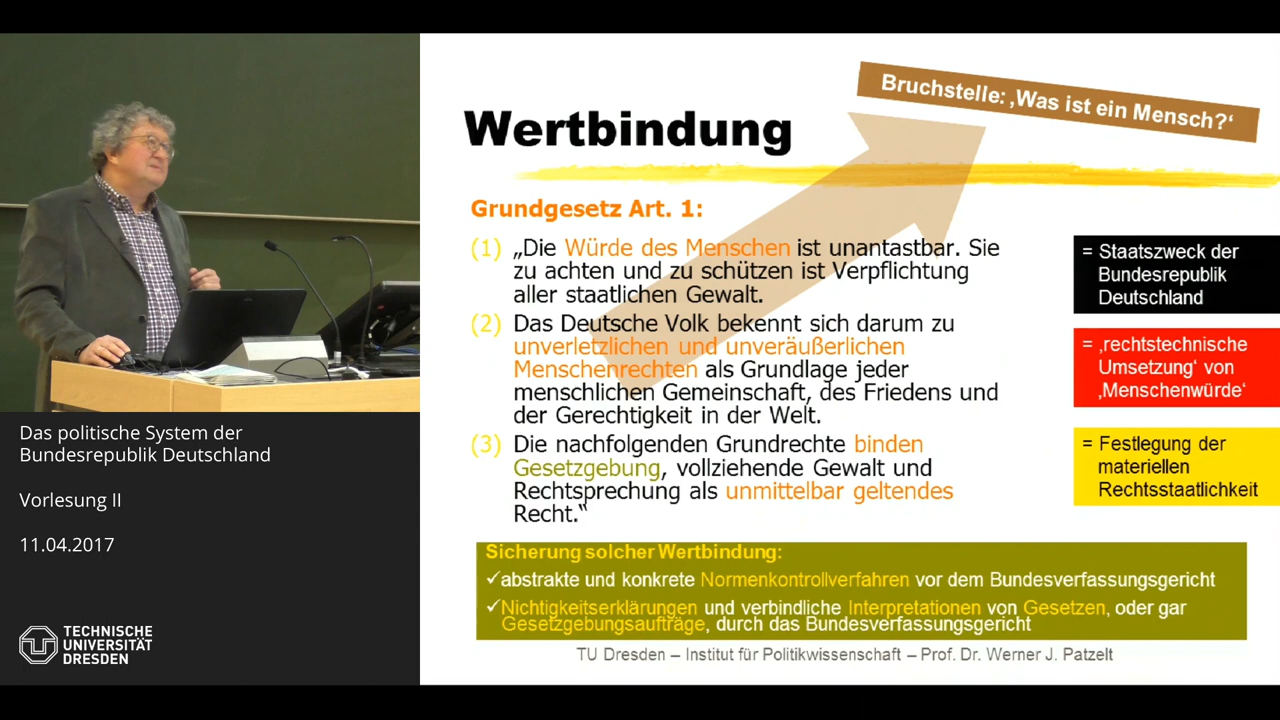 Bruchstelle: ‚Was ist ein Mensch?‘
Wertbindung
Grundgesetz Art. 1:
(1) „Die Würde des Menschen ist unantastbar. Sie
zu achten und zu schützen ist Verpflichtung
aller staatlichen Gewalt.
(2) Das Deutsche Volk bekennt sich darum zu
unverletzlichen und unveräußerlichen
Menschenrechten als Grundlage jeder
menschlichen Gemeinschaft, des Friedens und
der Gerechtigkeit in der Welt.
(3) Die nachfolgenden Grundrechte binden
Gesetzgebung, vollziehende Gewalt und
Rechtsprechung als unmittelbar geltendes
Recht.“
= Staatszweck der
Bundesrepublik
Deutschland
= ‚rechtstechnische
Umsetzung‘ von
‚Menschenwürde‘
= Festlegung der
materiellen
Rechtsstaatlichkeit
Sicherung solcher Wertbindung:
✓abstrakte und konkrete Normenkontrollverfahren vor dem Bundesverfassungsgericht
✓Nichtigkeitserklärungen und verbindliche Interpretationen von Gesetzen, oder gar
Gesetzgebungsaufträge, durch das Bundesverfassungsgericht
TU Dresden – Institut für Politikwissenschaft – Prof. Dr. Werner J. Patzelt
Das politische System der
Bundesrepublik Deutschland
Vorlesung II
11.04.2017
TECHNISCHE
UNIVERSITÄT
DRESDEN